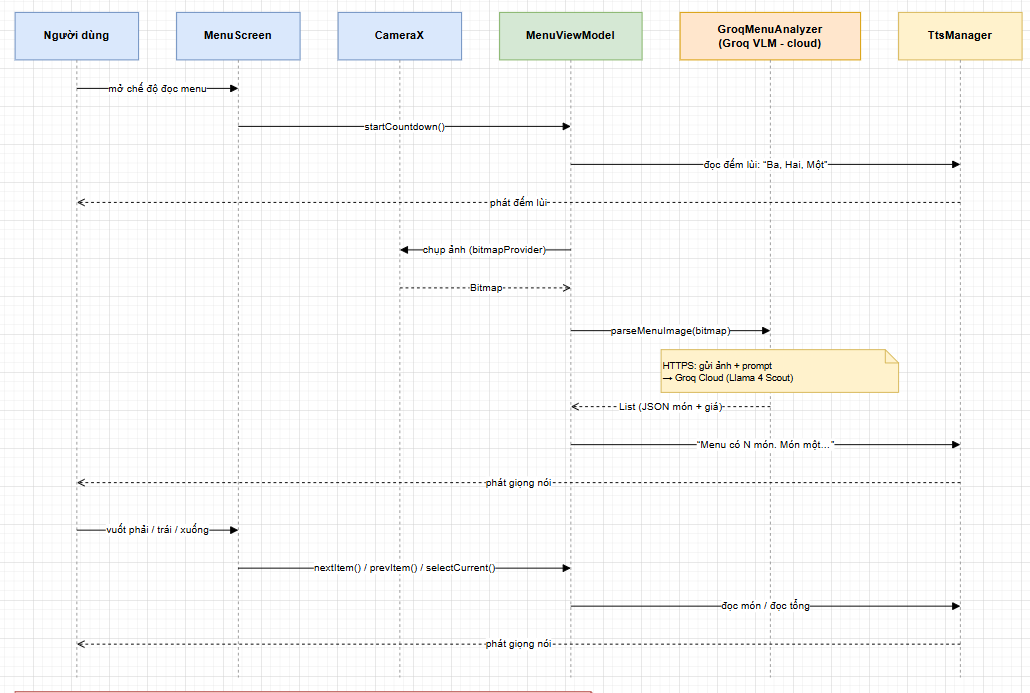 Người dùng
MenuScreen
CameraX
MenuViewModel
GroqMenuAnalyzer
(Groq VLM - cloud)
TtsManager
mở chế độ đọc menu
startCountdown()
đọc đếm lùi: "Ba, Hai, Một"
phát đếm lùi
chụp ảnh (bitmapProvider)
Bitmap
parseMenuImage(bitmap)
HTTPS: gửi ảnh + prompt
→ Groq Cloud (Llama 4 Scout)
List (JSON món + giá)
"Menu có N món. Món một..."
phát giọng nói
vuốt phải / trái / xuống
nextItem() / prevItem() / selectCurrent()
đọc món / đọc tổng
phát giọng nói